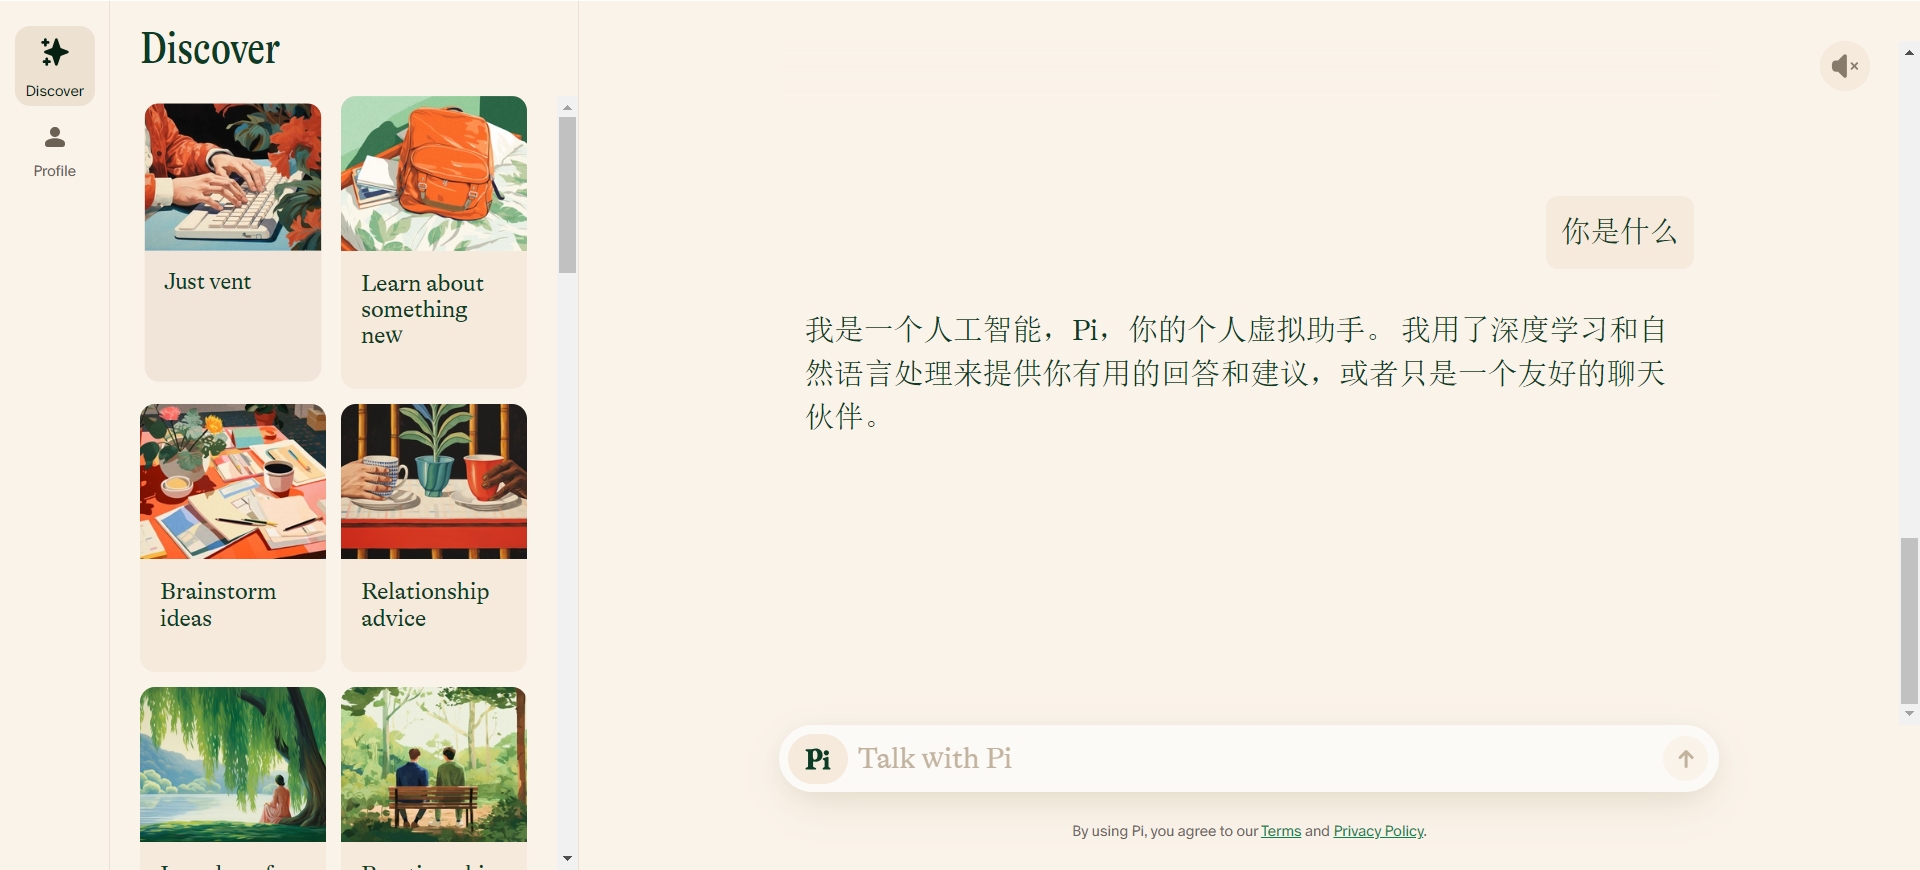 Discover
Profile
Discover
Just vent
Learn about
something
new
Brainstorm
ideas
Relationship
advice
你是什么
我是一个人工智能，Pi，你的个人虚拟助手。 我用了深度学习和自
然语言处理来提供你有用的回答和建议，或者只是一个友好的聊天
伙伴。
Pi
Talk with Pi
By using Pi, you agree to our Terms and Privacy Policy.